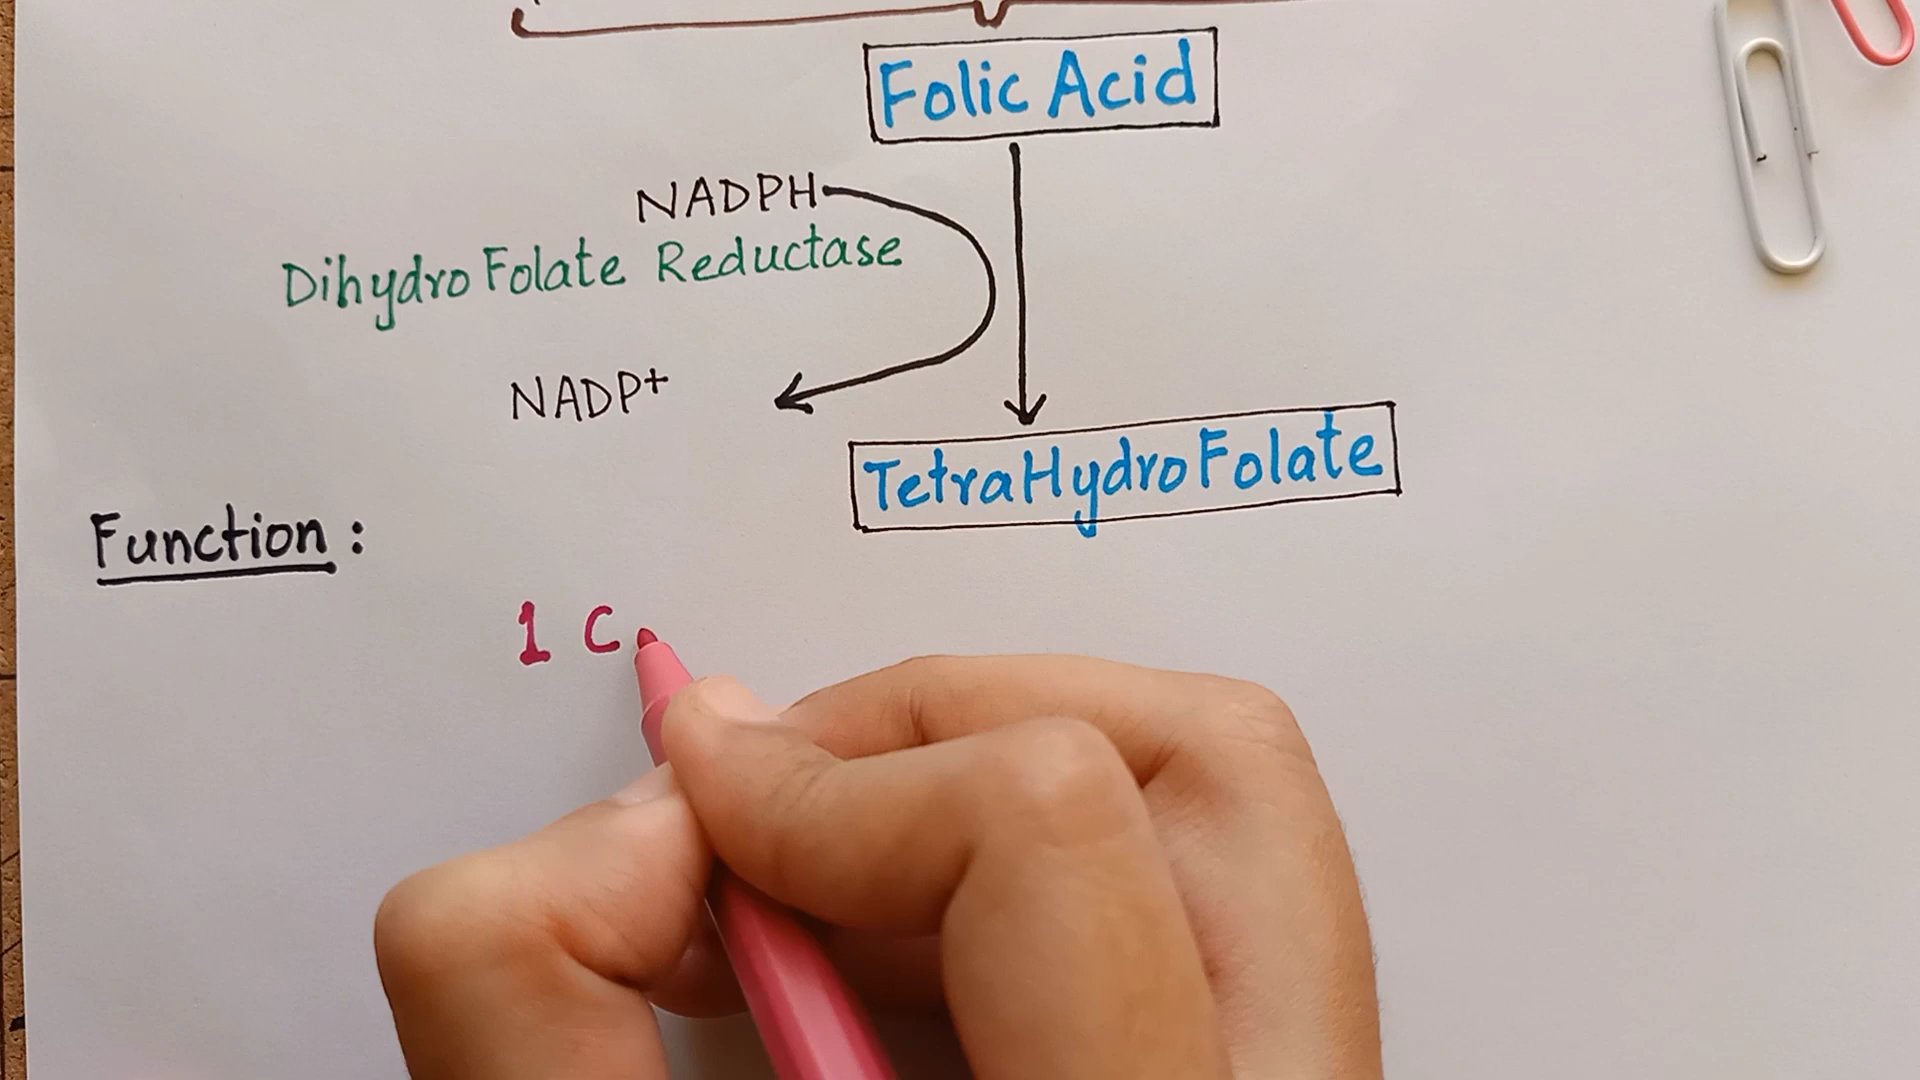 Folic Acid
NADPH
Dihydro Folate Reductase
NADP+
TetraHydroFolate
Function :
1 C